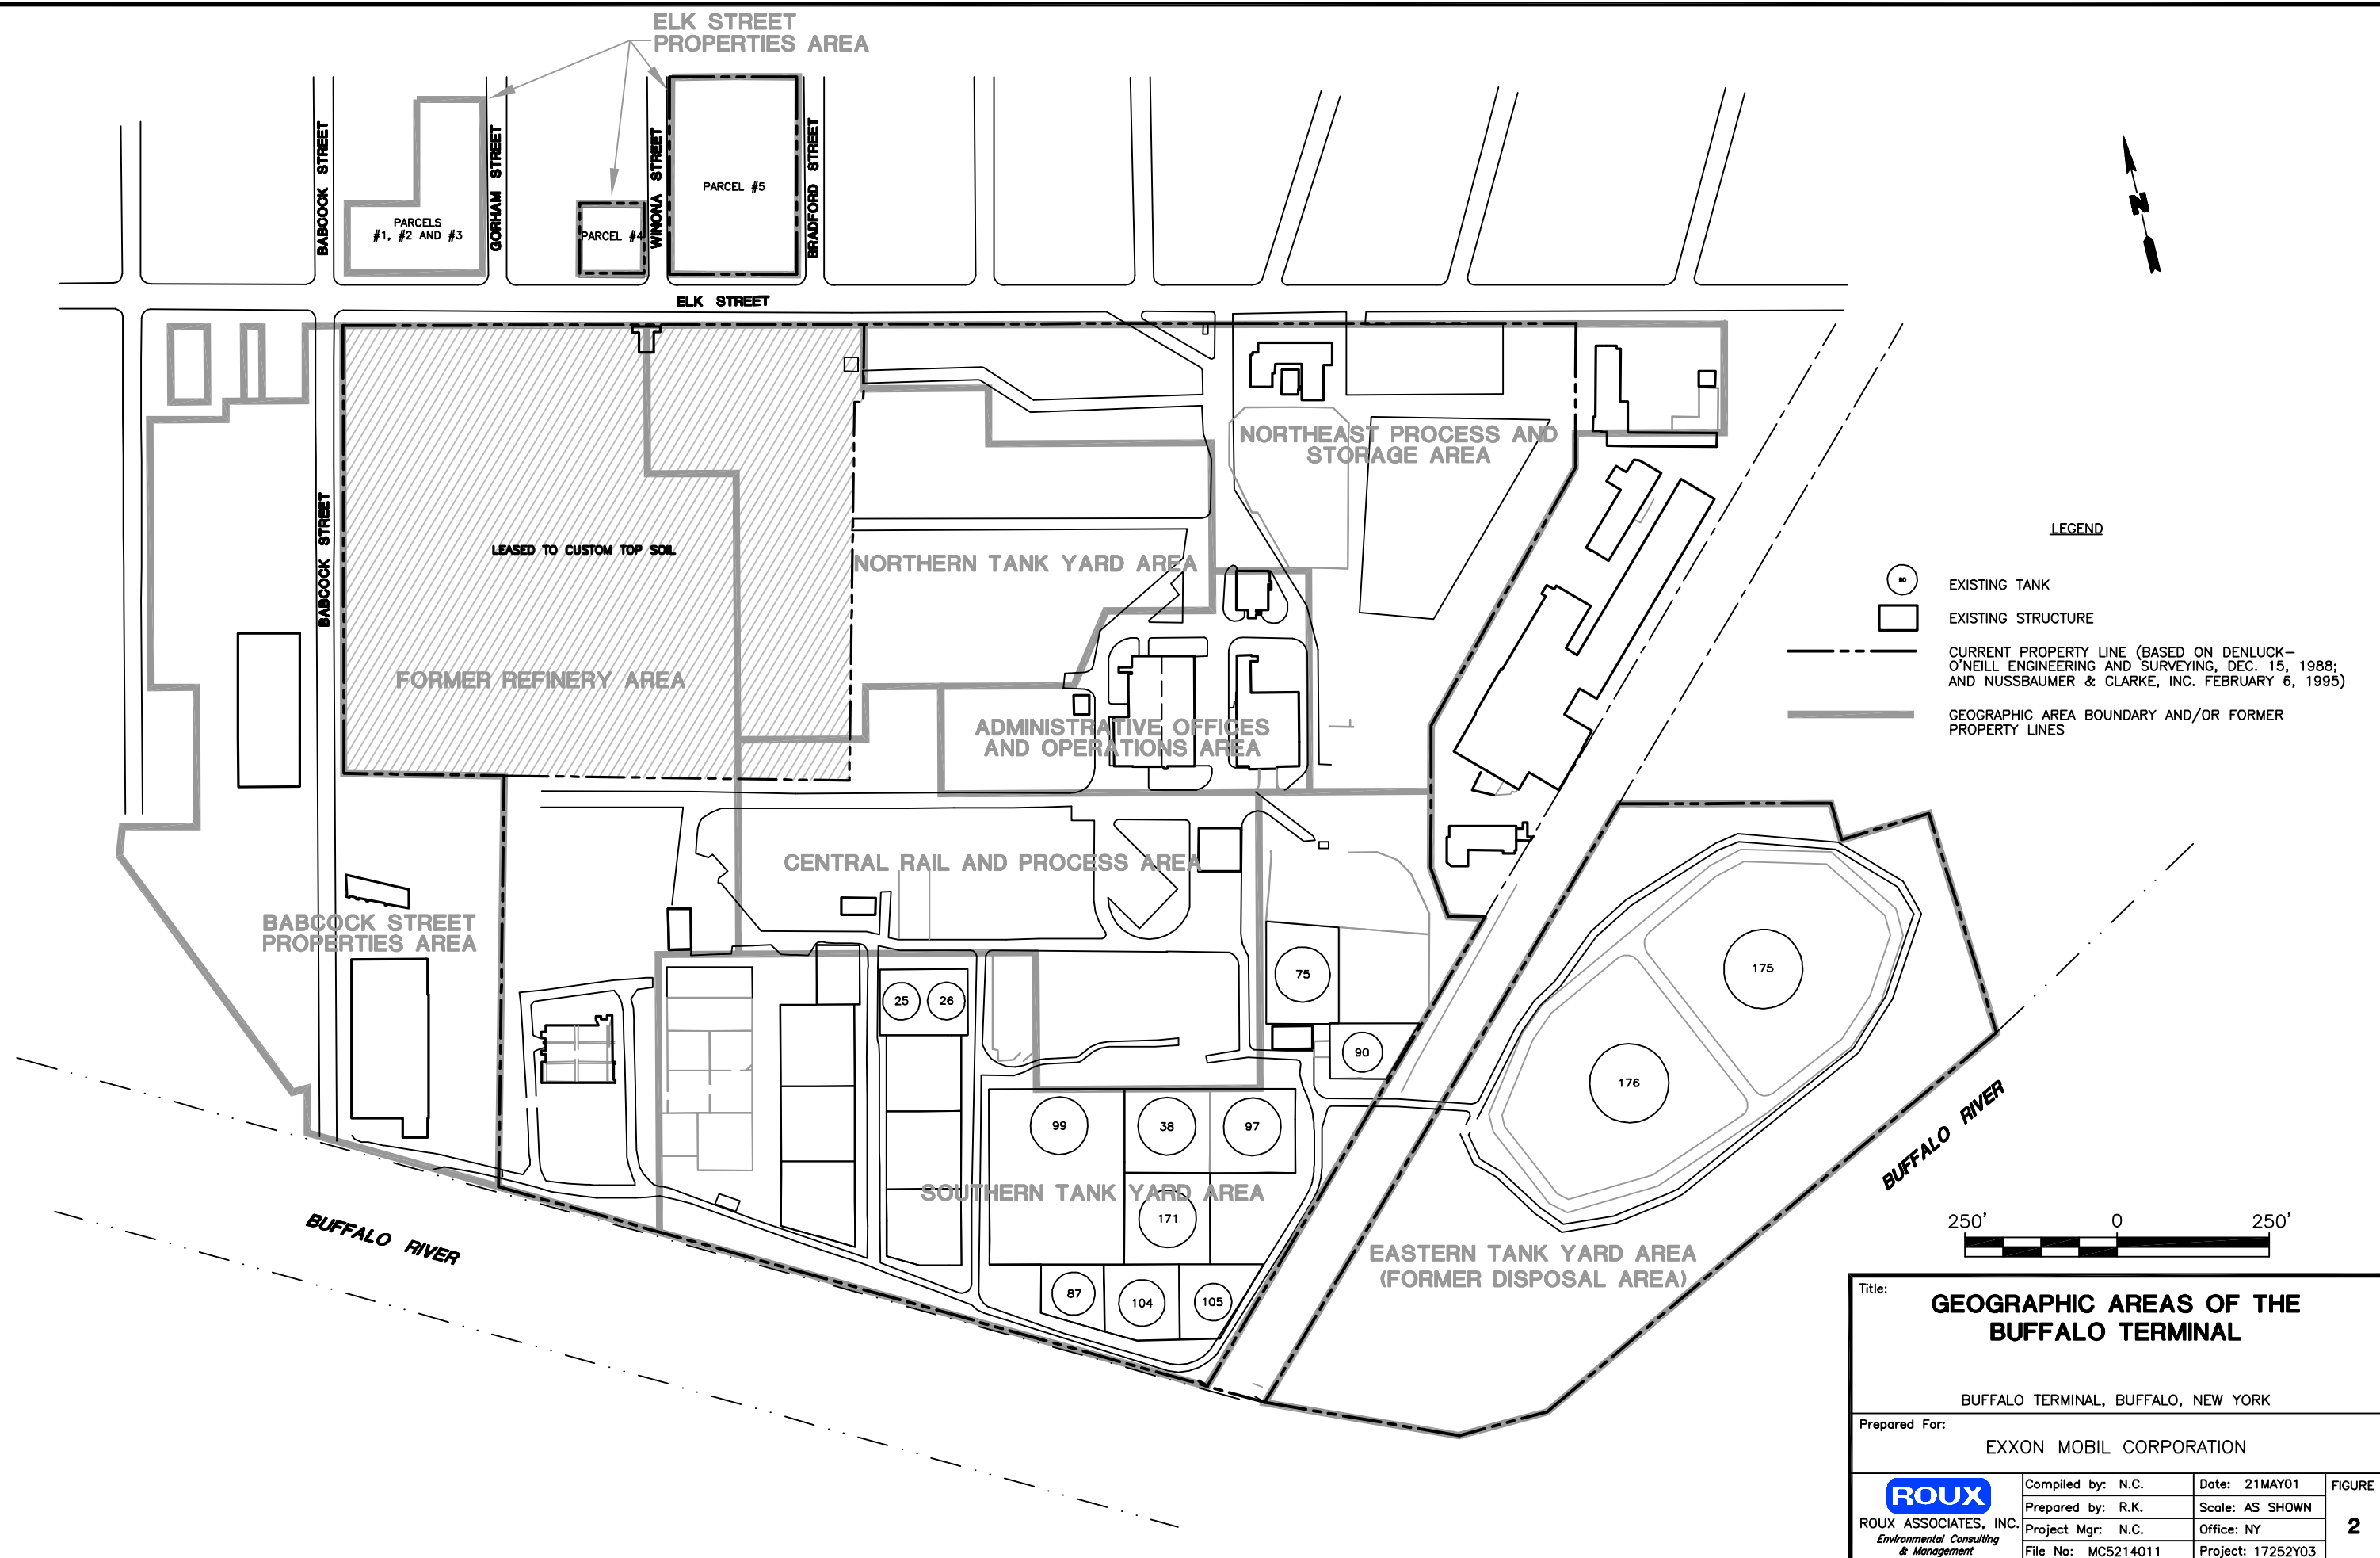 ELK STREET
PROPERTIES AREA
BABCOCK STREET
GORHAM STREET
WINONA STREET
BRADFORD STREET
PARCELS
#1, #2 AND #3
PARCEL #4
PARCEL #5
ELK STREET
N
NORTHEAST PROCESS AND
STORAGE AREA
BABCOCK STREET
LEASED TO CUSTOM TOP SOIL
NORTHERN TANK YARD AREA
FORMER REFINERY AREA
ADMINISTRATIVE OFFICES
AND OPERATIONS AREA
CENTRAL RAIL AND PROCESS AREA
BABCOCK STREET
PROPERTIES AREA
75
25
26
90
175
176
99
38
97
171
87
104
105
SOUTHERN TANK YARD AREA
EASTERN TANK YARD AREA
(FORMER DISPOSAL AREA)
BUFFALO RIVER
BUFFALO RIVER
LEGEND
90
EXISTING TANK
EXISTING STRUCTURE
CURRENT PROPERTY LINE (BASED ON DENLUCK-
O'NEILL ENGINEERING AND SURVEYING, DEC. 15, 1988;
AND NUSSBAUMER & CLARKE, INC. FEBRUARY 6, 1995)
GEOGRAPHIC AREA BOUNDARY AND/OR FORMER
PROPERTY LINES
250' 0 250'
Title:
GEOGRAPHIC AREAS OF THE
BUFFALO TERMINAL
BUFFALO TERMINAL, BUFFALO, NEW YORK
Prepared For:
EXXON MOBIL CORPORATION
ROUX
ROUX ASSOCIATES, INC.
Environmental Consulting
& Management
Compiled by: N.C.
Date: 21MAY01
Prepared by: R.K.
Scale: AS SHOWN
Project Mgr: N.C.
Office: NY
File No: MC5214011
Project: 17252Y03
FIGURE
2